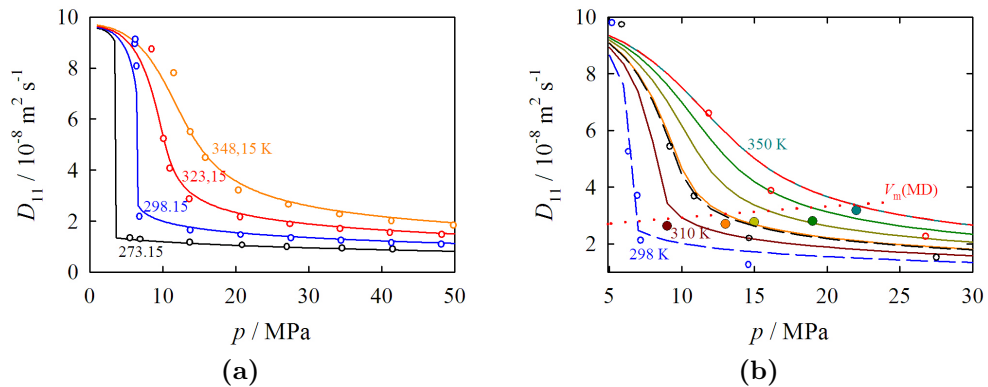 10
8
6
4
2
0
D₁₁ / 10⁻⁸ m² s⁻¹
348,15 K
323,15
298.15
273.15
0 10 20 30 40 50
p / MPa
(a)
10
8
6
4
2
D₁₁ / 10⁻⁸ m² s⁻¹
350 K
Vₘ(MD)
310 K
298 K
5 10 15 20 25 30
p / MPa
(b)